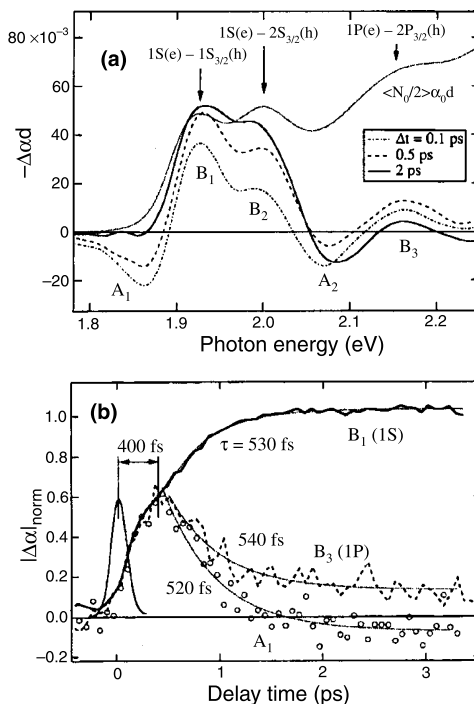 80×10⁻³
60
40
20
0
−20
−Δαd
(a)
1S(e) − 1S3/2(h)
1S(e) − 2S3/2(h)
1P(e) − 2P3/2(h)
<N0/2>α0d
Δt = 0.1 ps
0.5 ps
2 ps
B1
B2
B3
A1
A2
1.8
1.9
2.0
2.1
2.2
Photon energy (eV)
(b)
1.0
0.8
0.6
0.4
0.2
0.0
−0.2
|Δα|norm
400 fs
τ = 530 fs
B1 (1S)
540 fs
B3 (1P)
520 fs
A1
0
1
2
3
Delay time (ps)